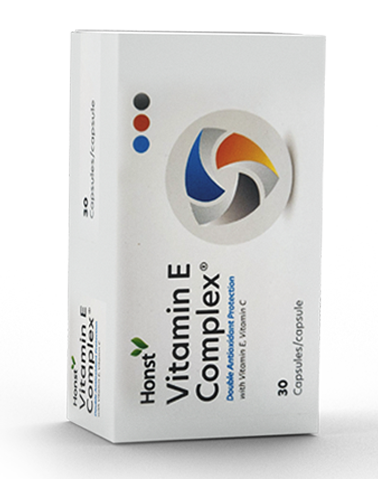 Honst
Vitamin E
Complex®
Double Antioxidant Protection
with Vitamin E, Vitamin C
30
Capsules/capsule
30
Capsules/capsule
Honst
Vitamin E
Complex®